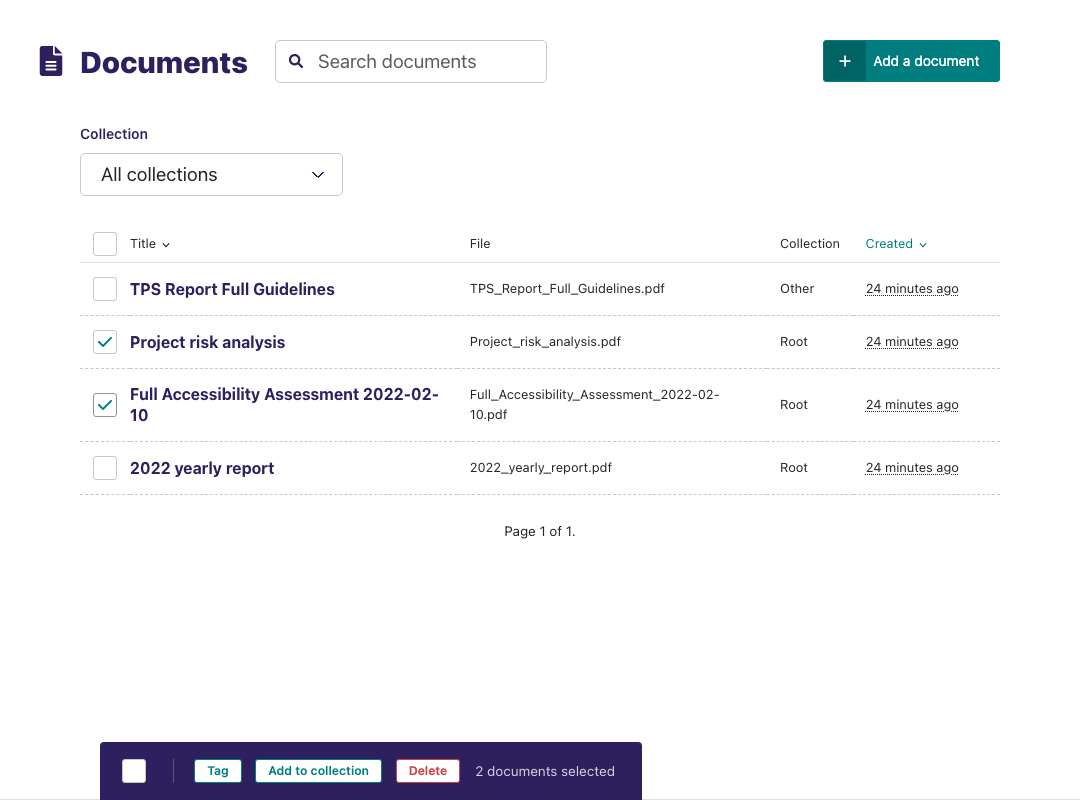 Documents
Search documents
Add a document
Collection
All collections
Title File Collection Created
TPS Report Full Guidelines TPS_Report_Full_Guidelines.pdf Other 24 minutes ago
Project risk analysis Project_risk_analysis.pdf Root 24 minutes ago
Full Accessibility Assessment 2022-02-
10
Full_Accessibility_Assessment_2022-02-
10.pdf
Root 24 minutes ago
2022 yearly report 2022_yearly_report.pdf Root 24 minutes ago
Page 1 of 1.
Tag Add to collection Delete 2 documents selected